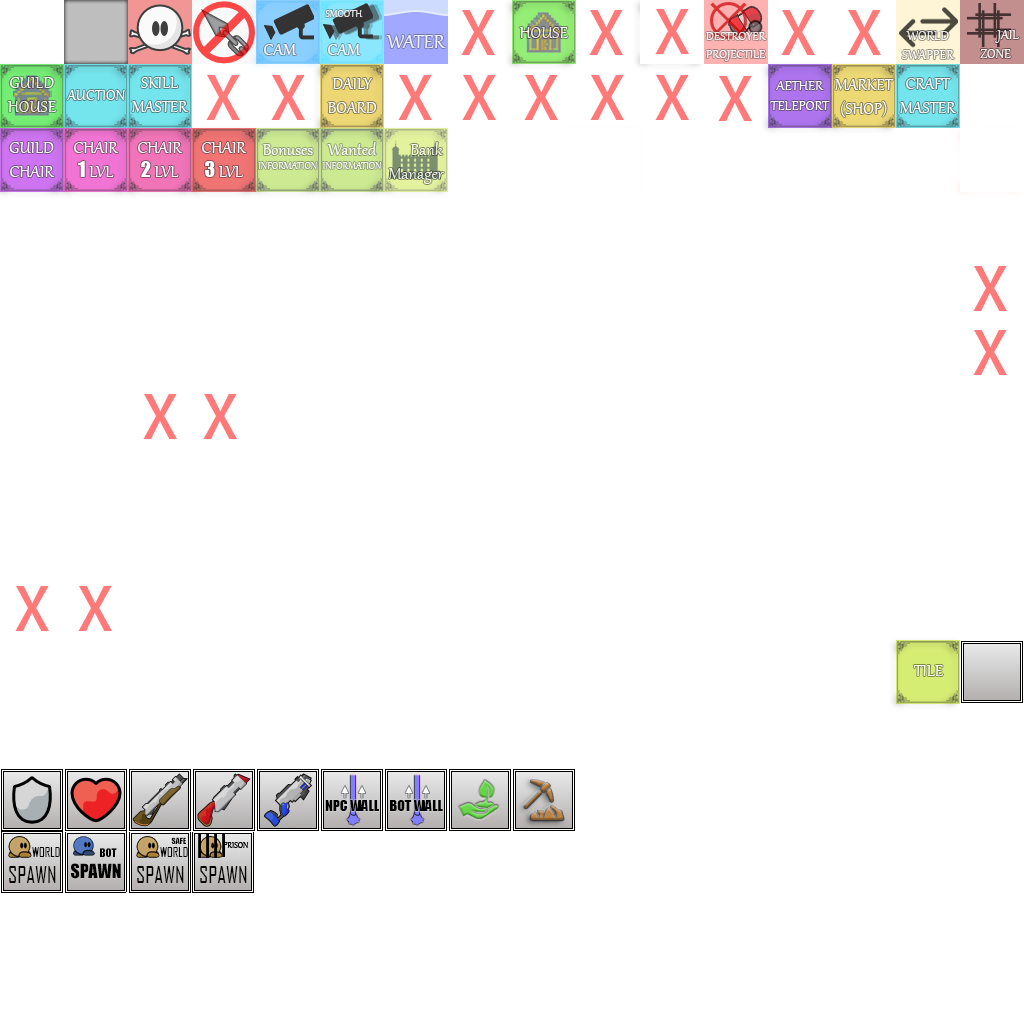 CAM
SMOOTH
CAM
WATER
X
HOUSE
X
X
DESTROYER
PROJECTILE
X
X
WORLD
SWAPPER
JAIL
ZONE
GUILD
HOUSE
AUCTION
SKILL
MASTER
X
X
DAILY
BOARD
X
X
X
X
X
X
AETHER
TELEPORT
MARKET
(SHOP)
CRAFT
MASTER
GUILD
CHAIR
CHAIR
1 LVL
CHAIR
2 LVL
CHAIR
3 LVL
Bonuses
INFORMATION
Wanted
INFORMATION
Bank
Manager
X
X
X
X
X
X
TILE
NPC WALL
BOT WALL
WORLD
SPAWN
BOT
SPAWN
SAFE
WORLD
SPAWN
PRISON
SPAWN